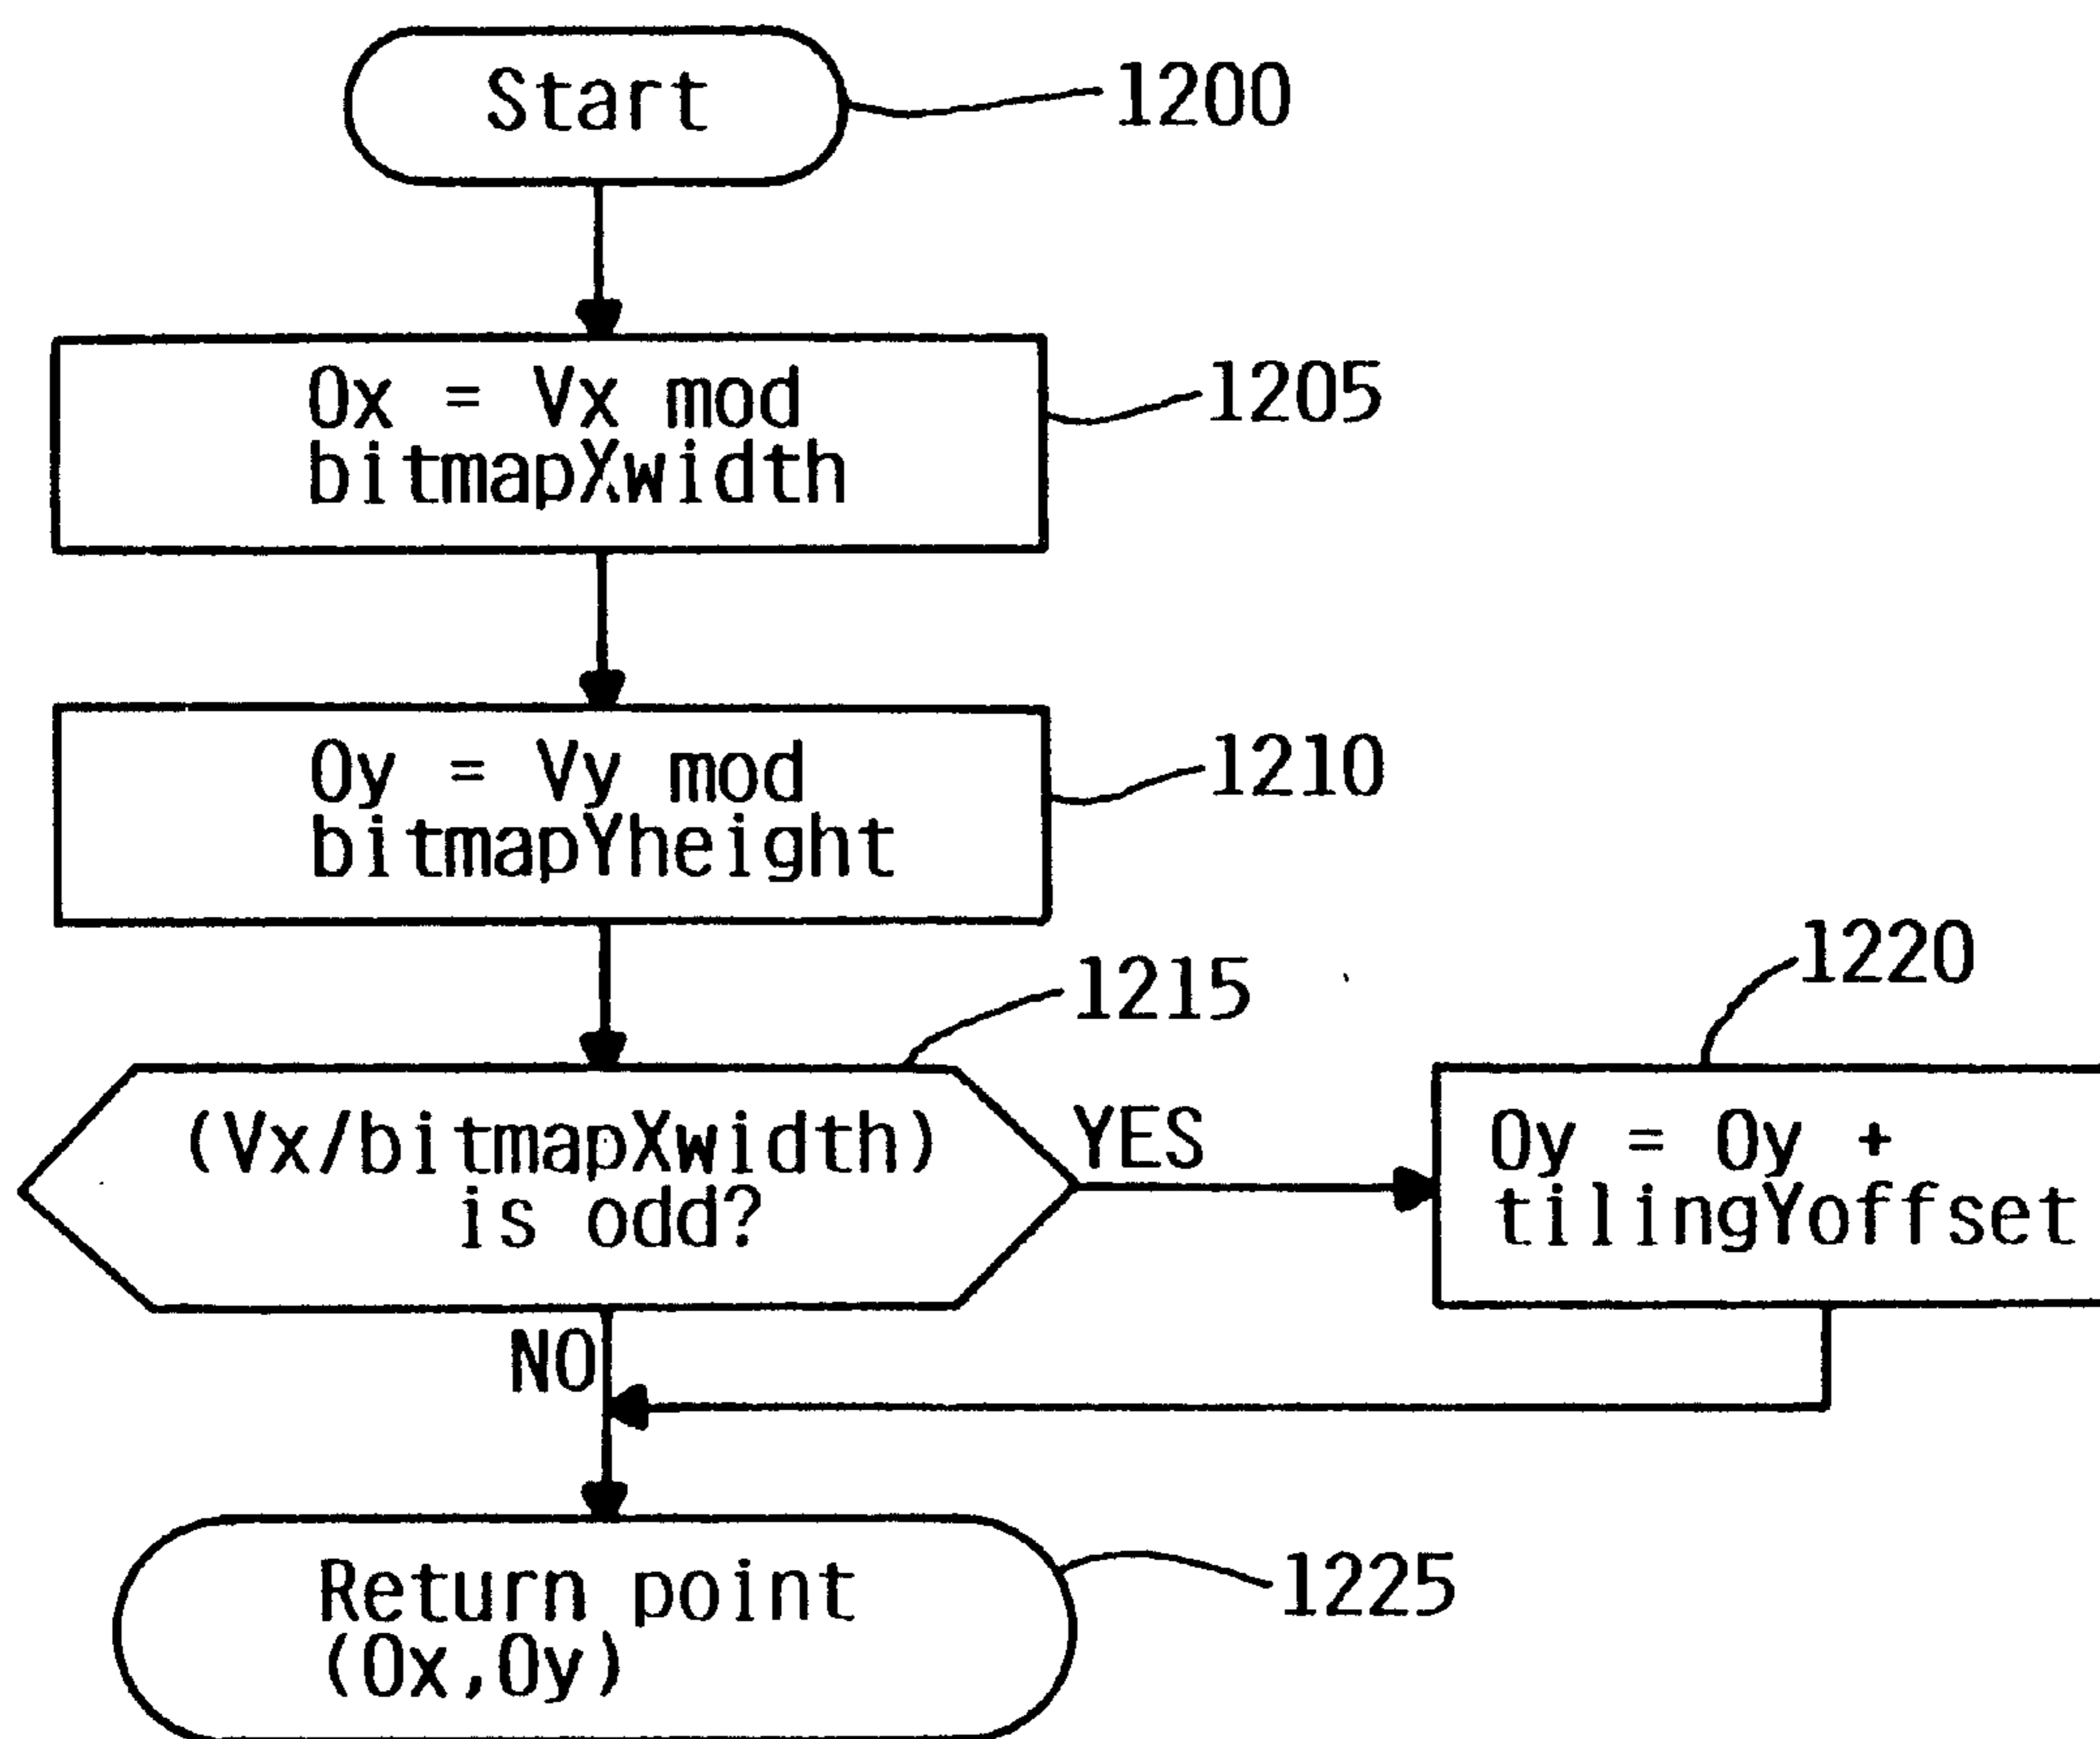 Start
1200
Ox = Vx mod
bitmapXwidth
1205
Oy = Vy mod
bitmapYheight
1210
1215
1220
(Vx/bitmapXwidth)
is odd?
YES
Oy = Oy +
tilingYoffset
NO
Return point
(Ox,Oy)
1225